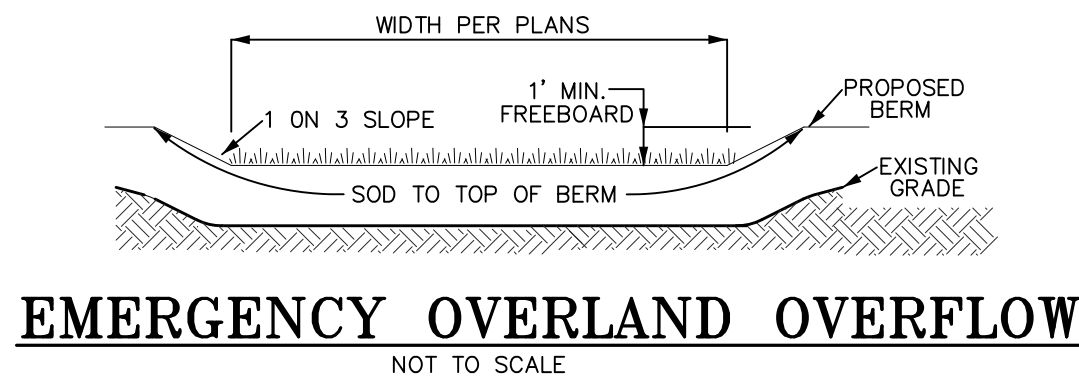 WIDTH PER PLANS
1' MIN.
FREEBOARD
PROPOSED
BERM
1 ON 3 SLOPE
EXISTING
GRADE
SOD TO TOP OF BERM
EMERGENCY OVERLAND OVERFLOW
NOT TO SCALE